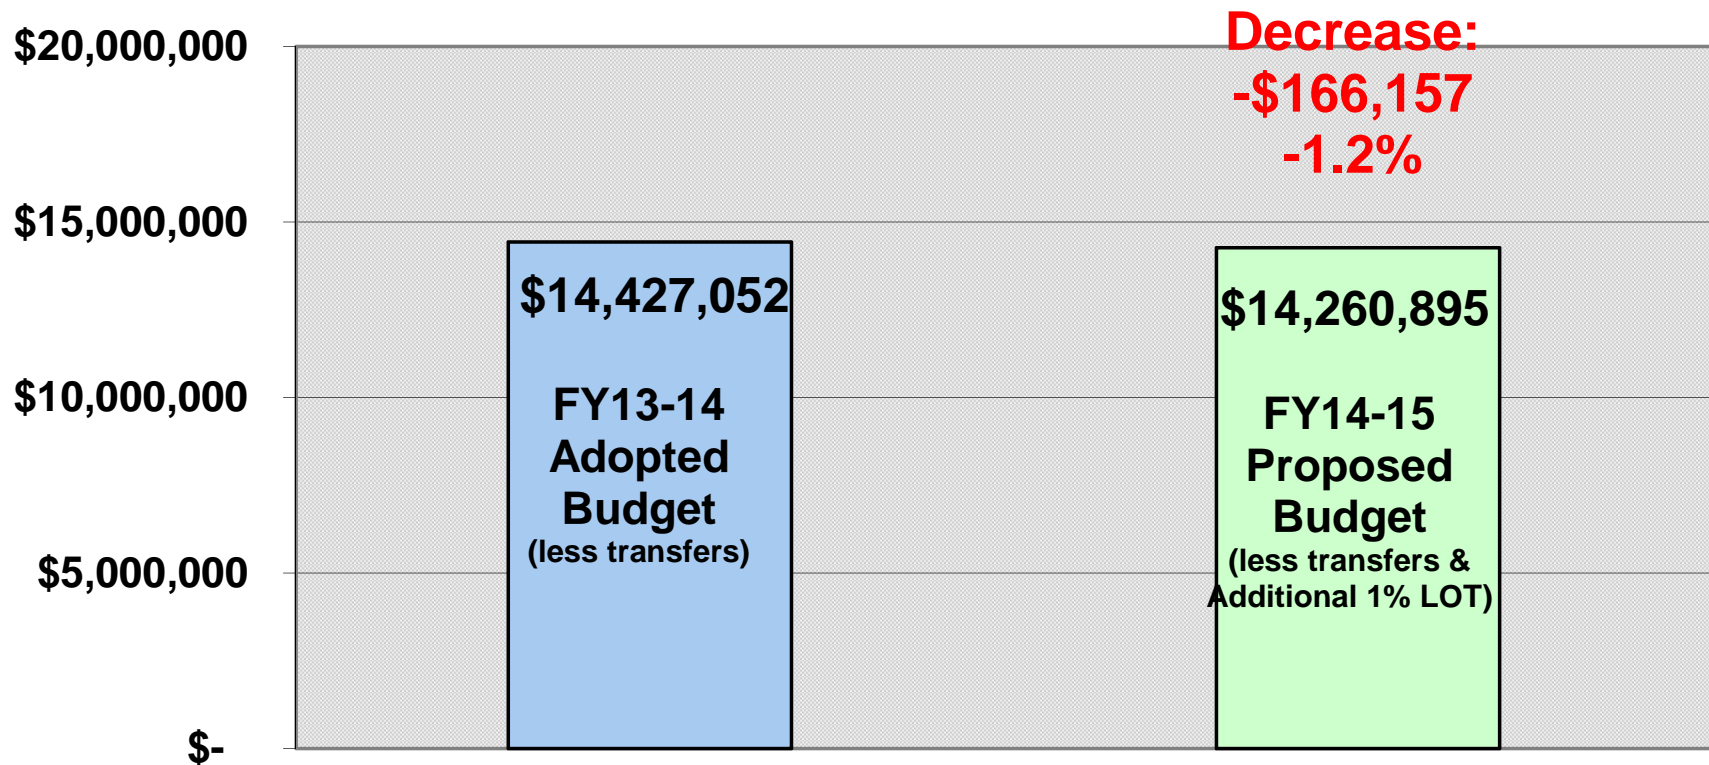 Decrease:
-$166,157
-1.2%
$20,000,000
$15,000,000
$10,000,000
$5,000,000
$-
$14,427,052
FY13-14
Adopted
Budget
(less transfers)
$14,260,895
FY14-15
Proposed
Budget
(less transfers &
Additional 1% LOT)